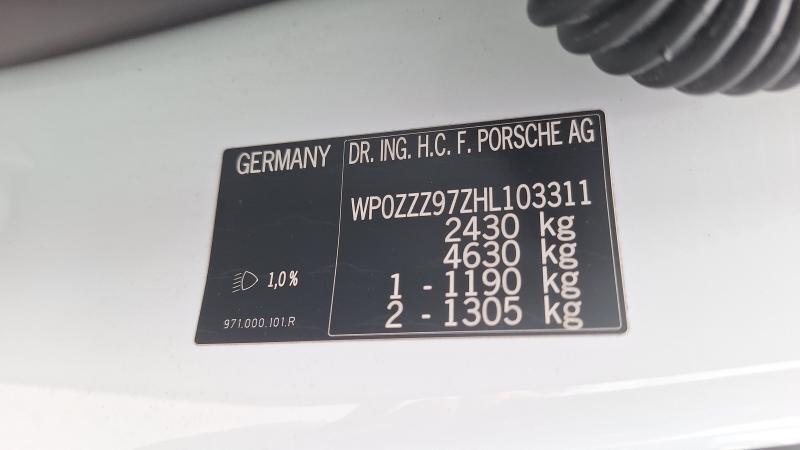 GERMANY
DR. ING. H.C. F. PORSCHE AG
WP0ZZZ97ZHL103311
2430 kg
4630 kg
1 - 1190 kg
2 - 1305 kg
1,0%
971.000.101.R